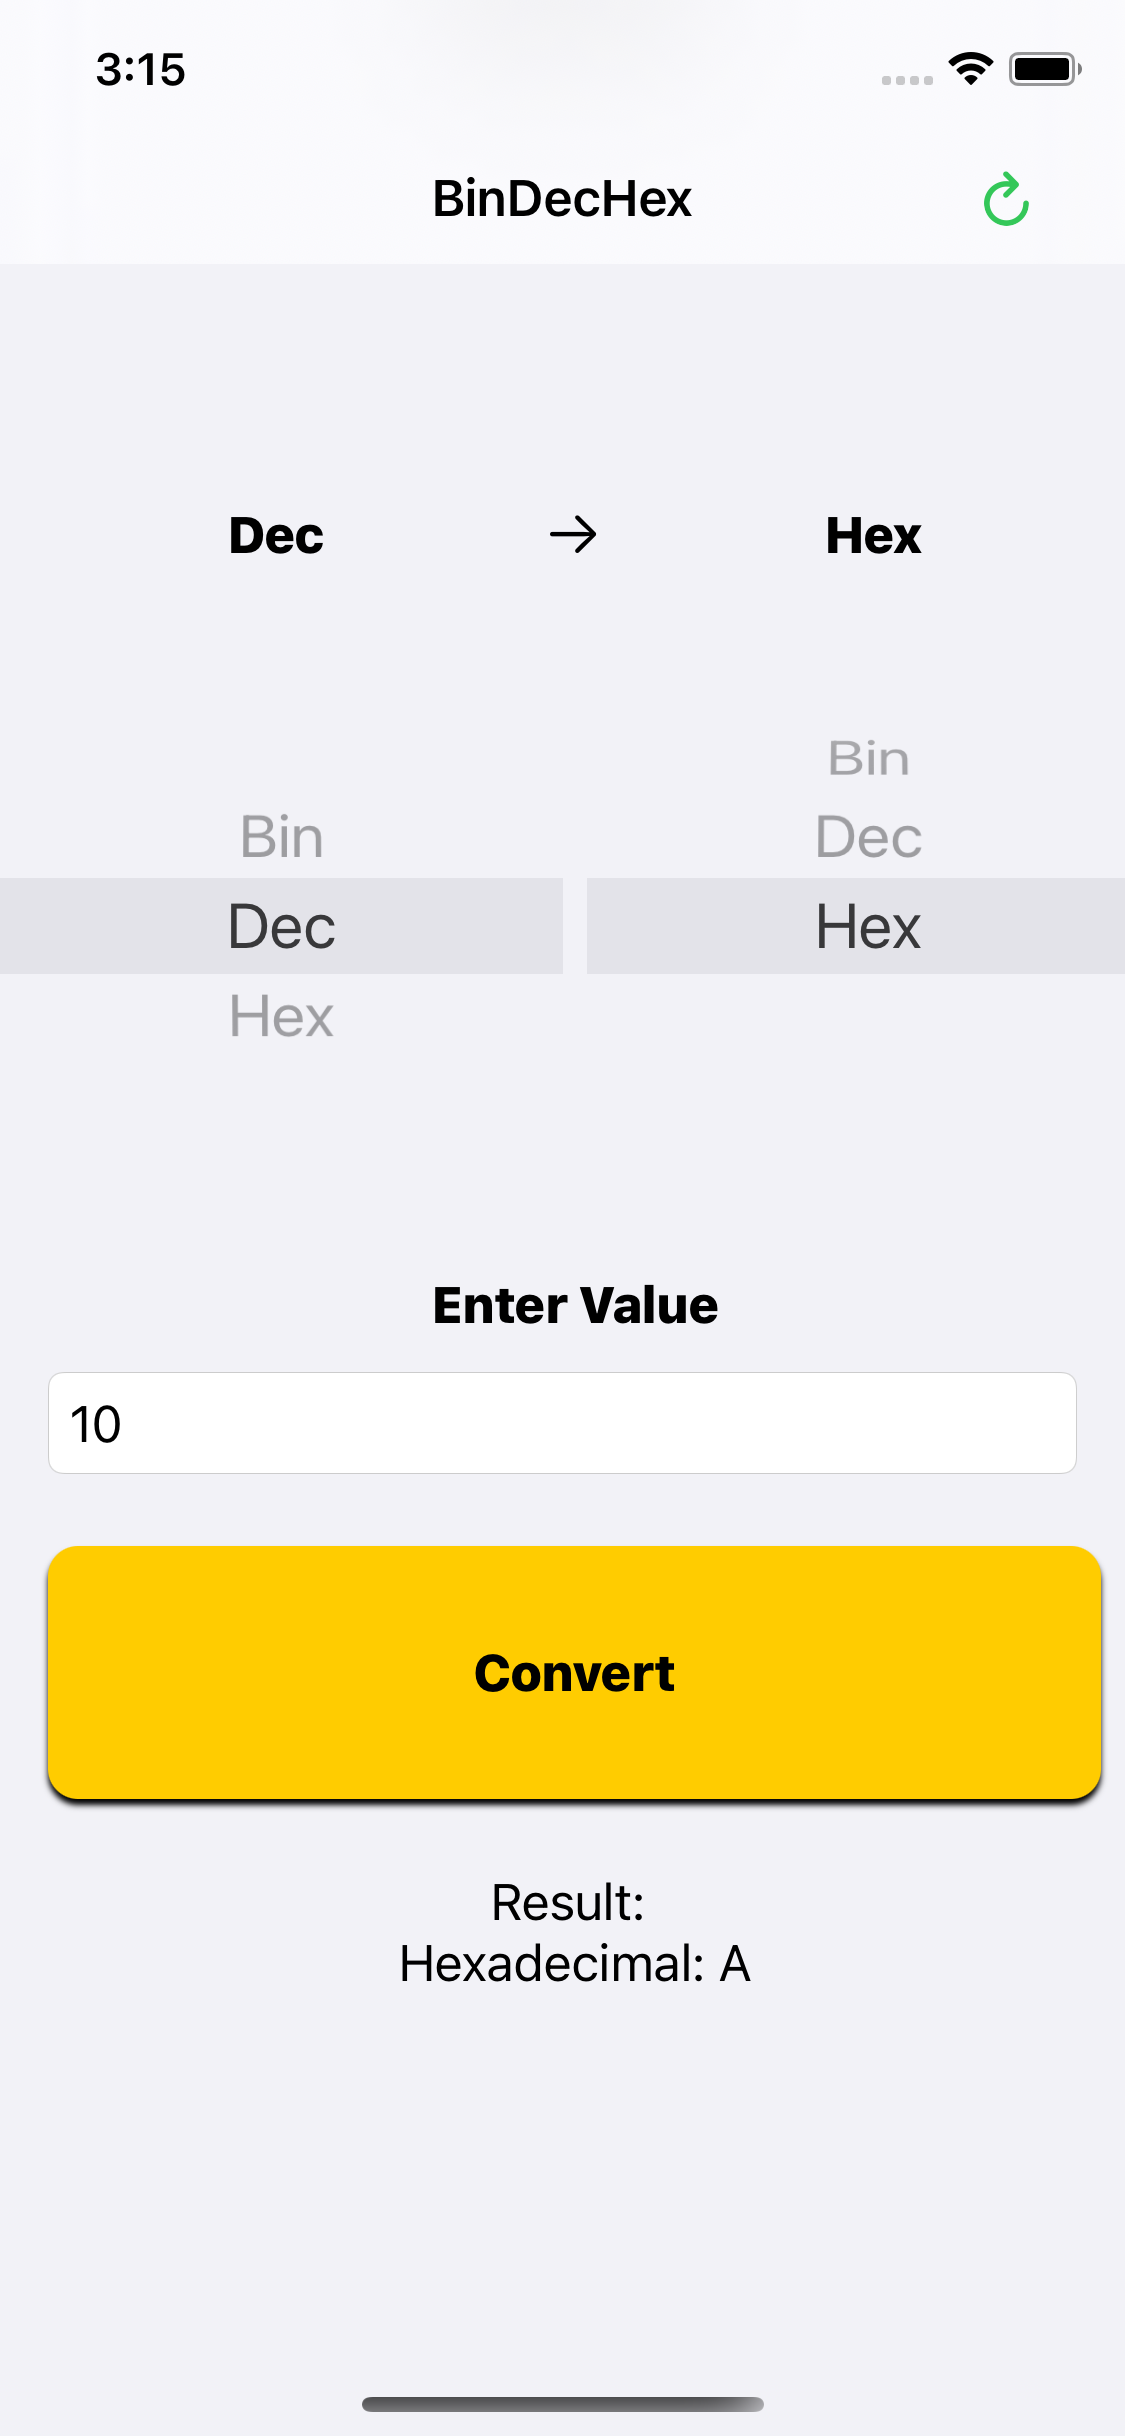 3:15
BinDecHex
Dec → Hex
Bin
Bin Dec
Dec Hex
Hex
Enter Value
10
Convert
Result:
Hexadecimal: A